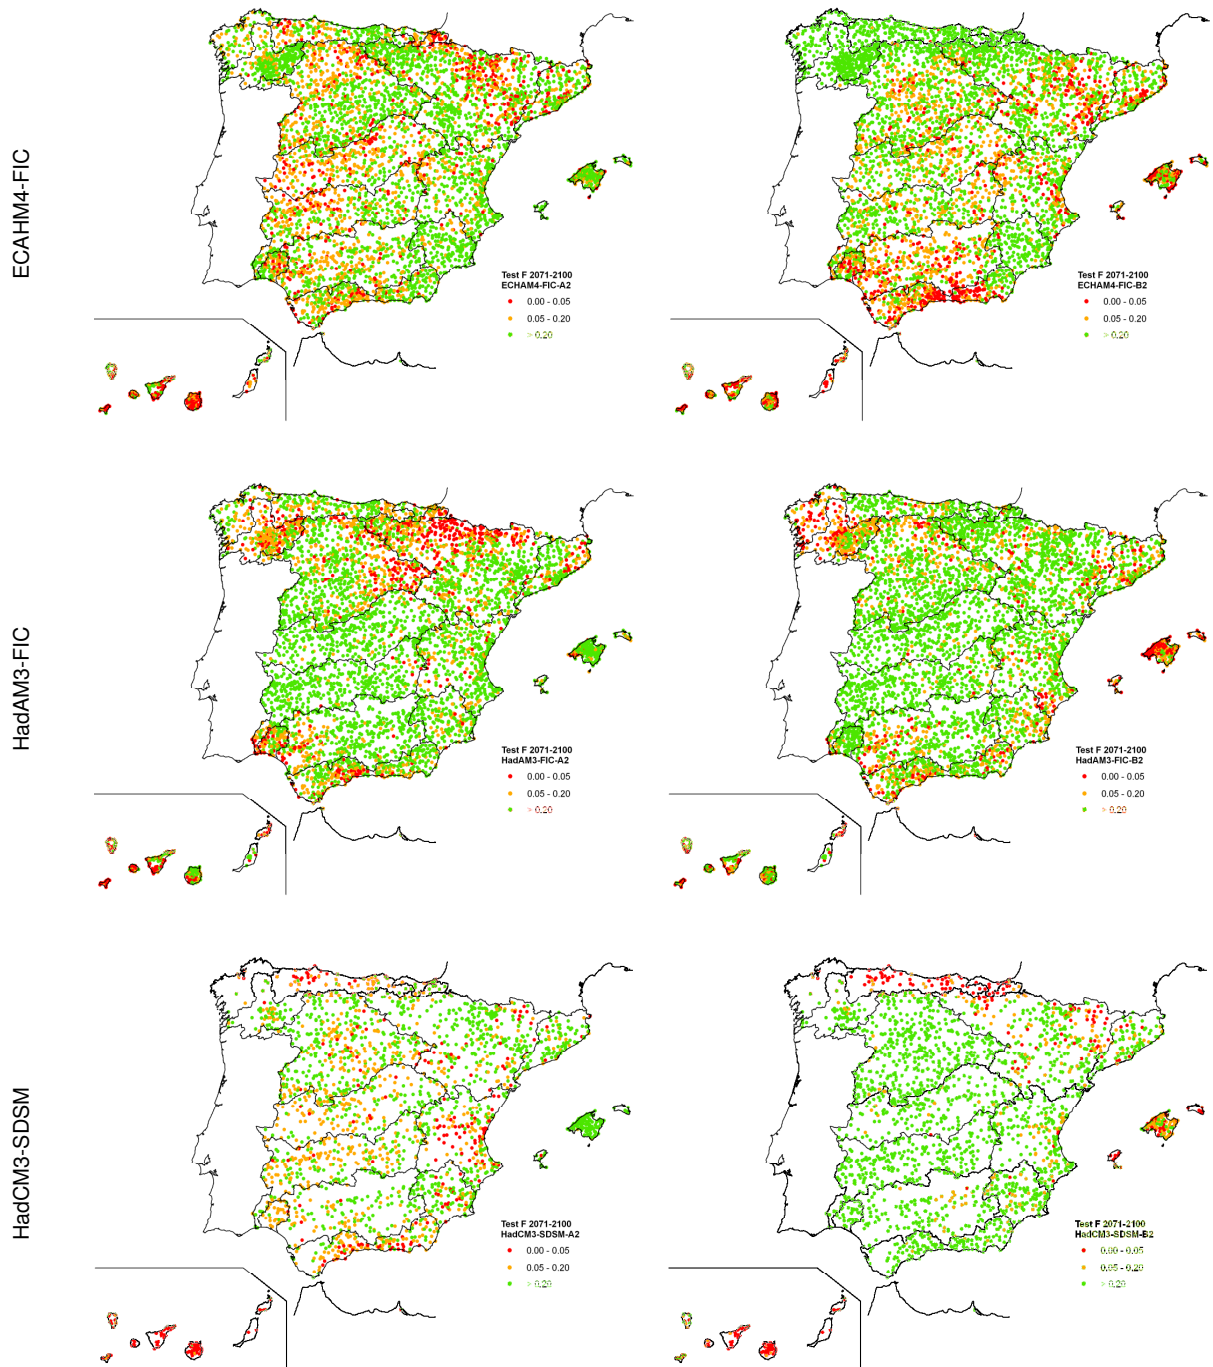 ECAHM4-FIC
Test F 2071-2100
ECHAM4-FIC-A2
0.00 - 0.05
0.05 - 0.20
> 0.20
Test F 2071-2100
ECHAM4-FIC-B2
0.00 - 0.05
0.05 - 0.20
> 0.20
HadAM3-FIC
Test F 2071-2100
HadAM3-FIC-A2
0.00 - 0.05
0.05 - 0.20
> 0.20
Test F 2071-2100
HadAM3-FIC-B2
0.00 - 0.05
0.05 - 0.20
> 0.20
HadCM3-SDSM
Test F 2071-2100
HadCM3-SDSM-A2
0.00 - 0.05
0.05 - 0.20
> 0.20
Test F 2071-2100
HadCM3-SDSM-B2
0.00 - 0.05
0.05 - 0.20
> 0.20